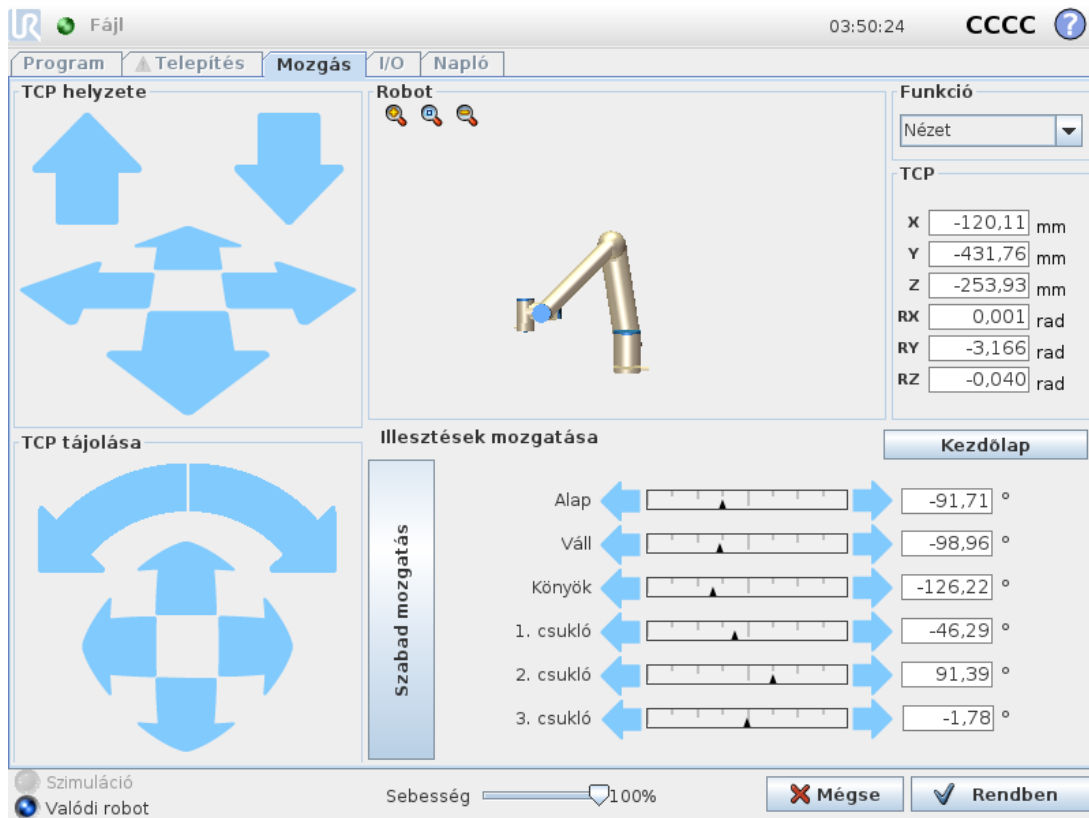 UR Fájl 03:50:24 CCCC ?
Program Telepítés Mozgás I/O Napló
TCP helyzete
Robot
Funkció
Nézet
TCP
X -120,11 mm
Y -431,76 mm
Z -253,93 mm
RX 0,001 rad
RY -3,166 rad
RZ -0,040 rad
TCP tájolása
Illesztések mozgatása
Kezdőlap
Szabad mozgatás
Alap -91,71 °
Váll -98,96 °
Könyök -126,22 °
1. csukló -46,29 °
2. csukló 91,39 °
3. csukló -1,78 °
Szimuláció
Valódi robot
Sebesség 100%
Mégse
Rendben